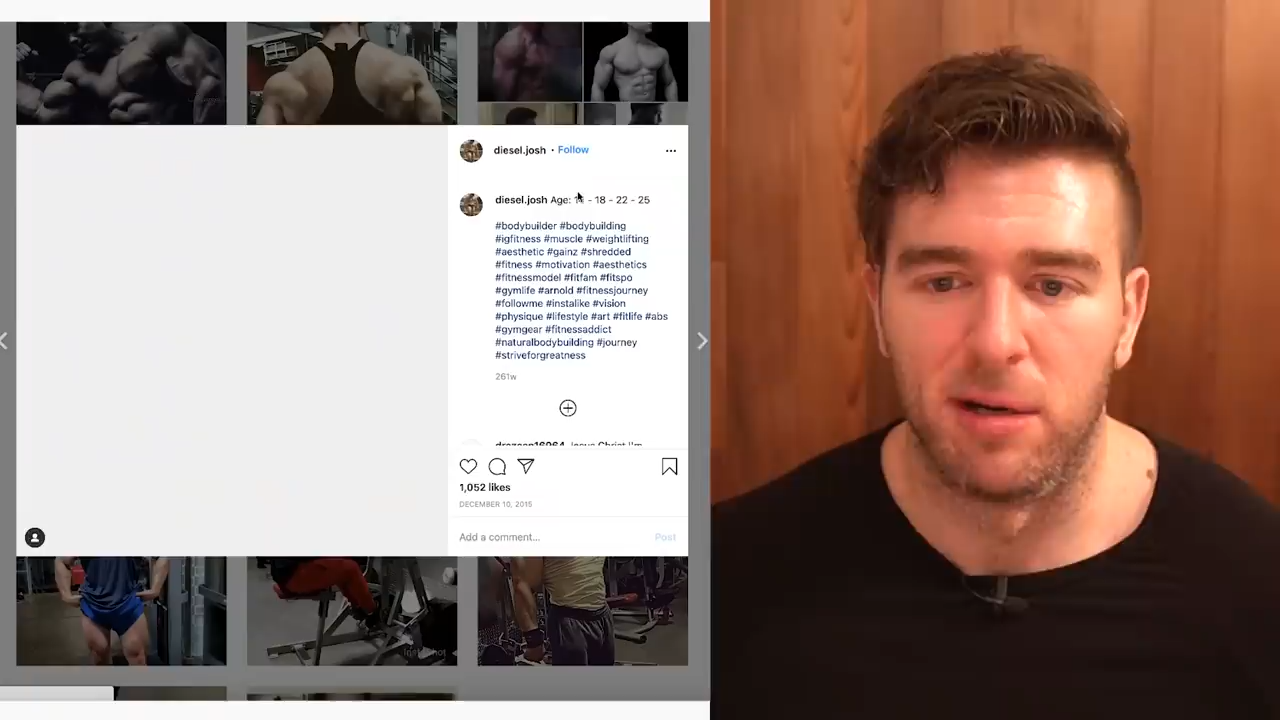 diesel.josh • Follow
diesel.josh Age: - 18 - 22 - 25
#bodybuilder #bodybuilding
#igfitness #muscle #weightlifting
#aesthetic #gainz #shredded
#fitness #motivation #aesthetics
#fitnessmodel #fitfam #fitspo
#gymlife #arnold #fitnessjourney
#followme #instalike #vision
#physique #lifestyle #art #fitlife #abs
#gymgear #fitnessaddict
#naturalbodybuilding #journey
#striveforgreatness
261w
Jesus Christ I'm
1,052 likes
DECEMBER 10, 2015
Add a comment... Post